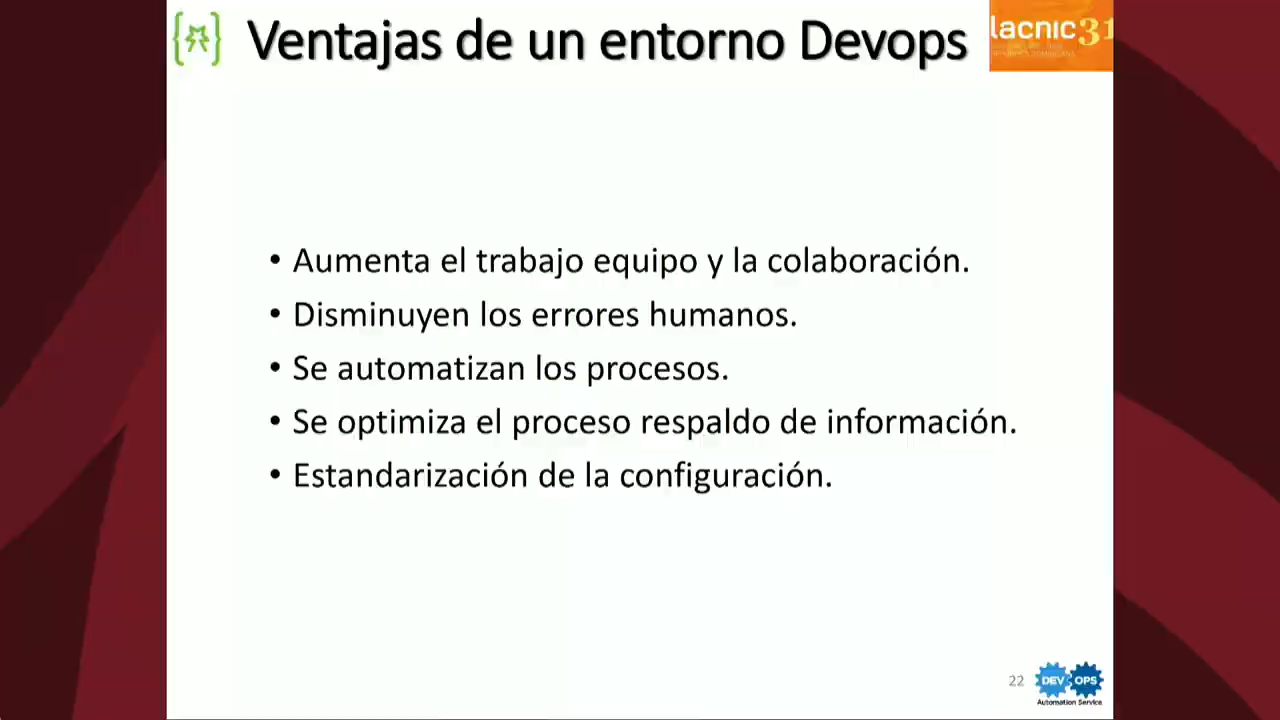 Ventajas de un entorno Devops
lacnic31
• Aumenta el trabajo equipo y la colaboración.
• Disminuyen los errores humanos.
• Se automatizan los procesos.
• Se optimiza el proceso respaldo de información.
• Estandarización de la configuración.
22
DEV OPS
Automation Service